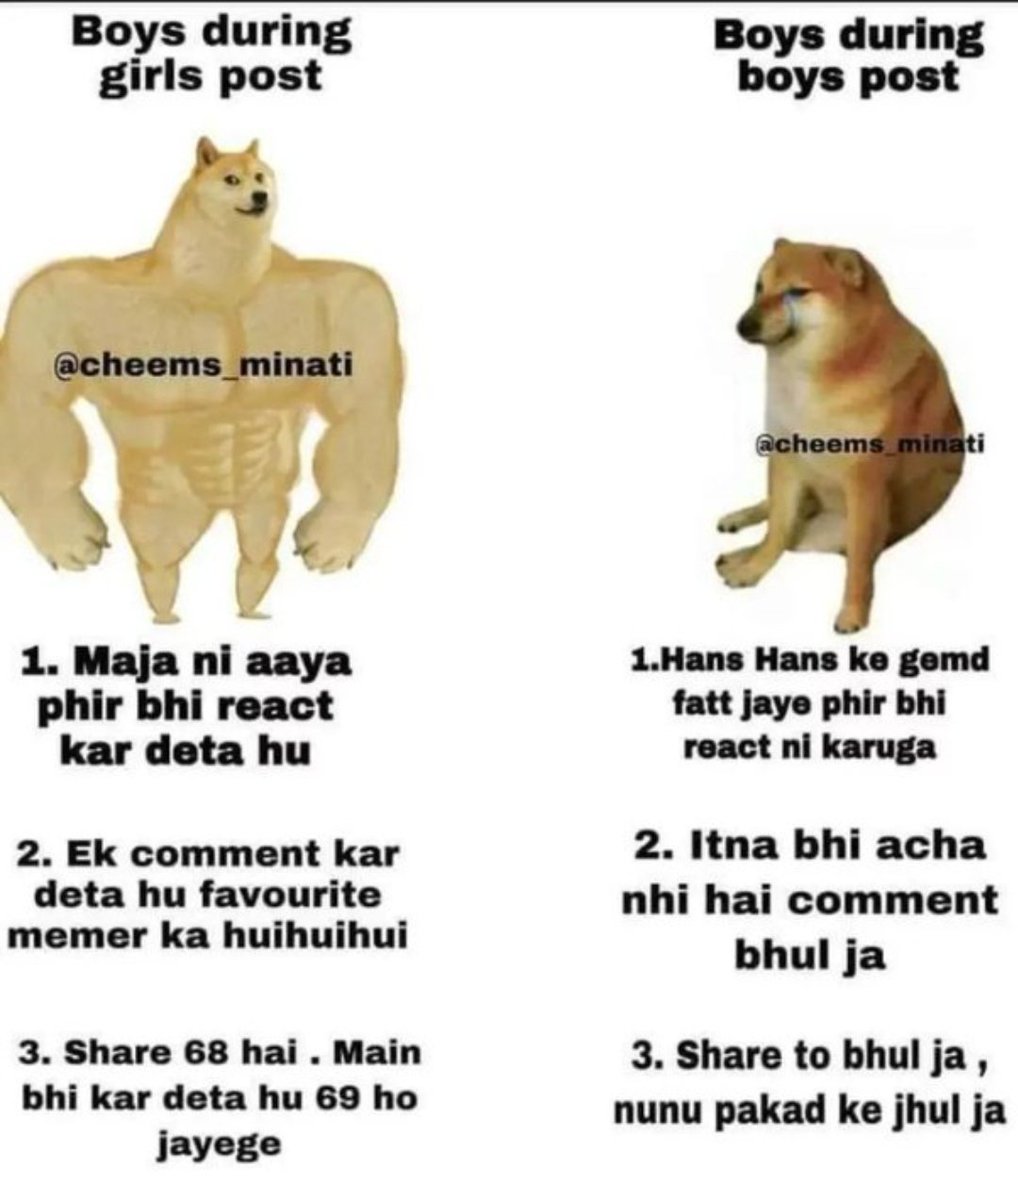 Boys during
girls post
@cheems_minati
1. Maja ni aaya
phir bhi react
kar deta hu
2. Ek comment kar
deta hu favourite
memer ka huihuihui
3. Share 68 hai . Main
bhi kar deta hu 69 ho
jayege
Boys during
boys post
@cheems_minati
1.Hans Hans ke gemd
fatt jaye phir bhi
react ni karuga
2. Itna bhi acha
nhi hai comment
bhul ja
3. Share to bhul ja ,
nunu pakad ke jhul ja